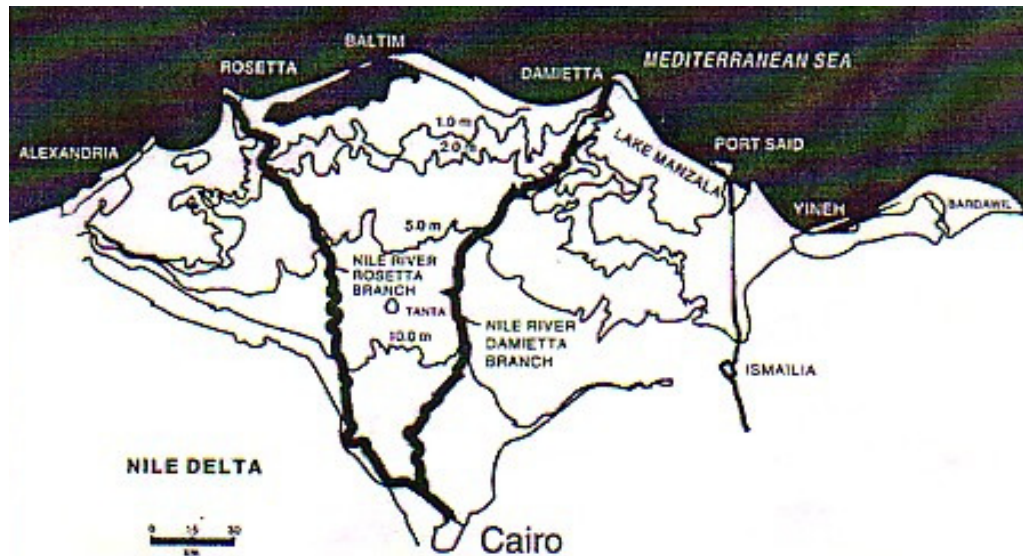 BALTIM
ROSETTA
DAMIETTA
MEDITERRANEAN SEA
1.0 m
2.0 m
ALEXANDRIA
LAKE MANZALA
PORT SAID
BARDAWIL
5.0 m
NILE RIVER
ROSETTA
BRANCH
TANTA
10.0 m
NILE RIVER
DAMIETTA
BRANCH
ISMAILIA
NILE DELTA
0 15 30
KM
Cairo